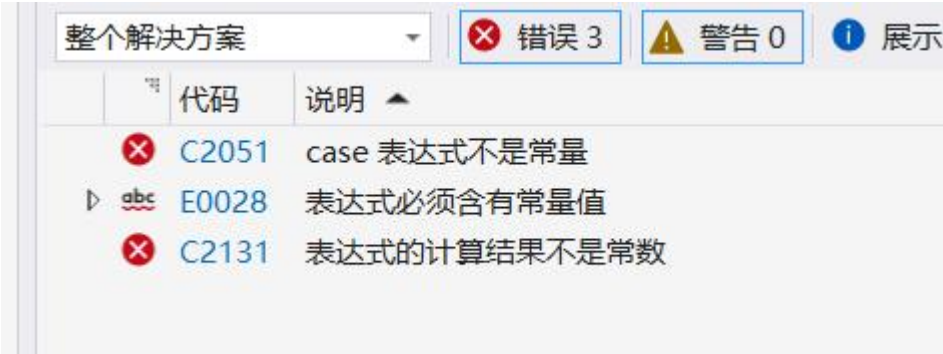 整个解决方案 错误 3 警告 0 展示
代码 说明
C2051 case 表达式不是常量
abc E0028 表达式必须含有常量值
C2131 表达式的计算结果不是常数